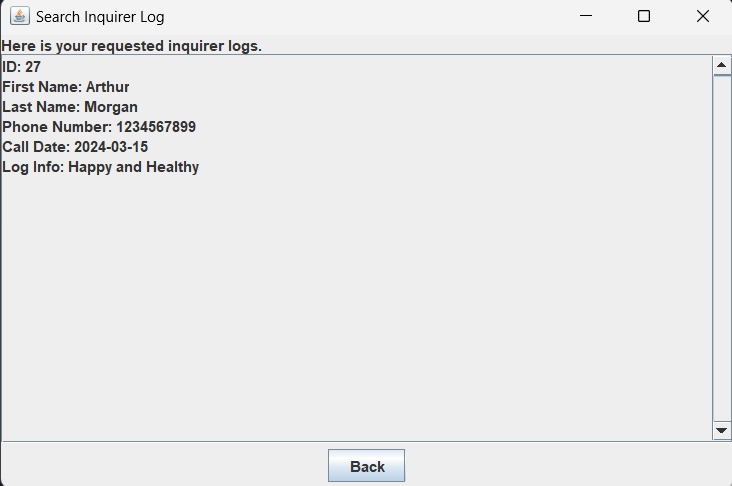 Search Inquirer Log
Here is your requested inquirer logs.
ID: 27
First Name: Arthur
Last Name: Morgan
Phone Number: 1234567899
Call Date: 2024-03-15
Log Info: Happy and Healthy
Back